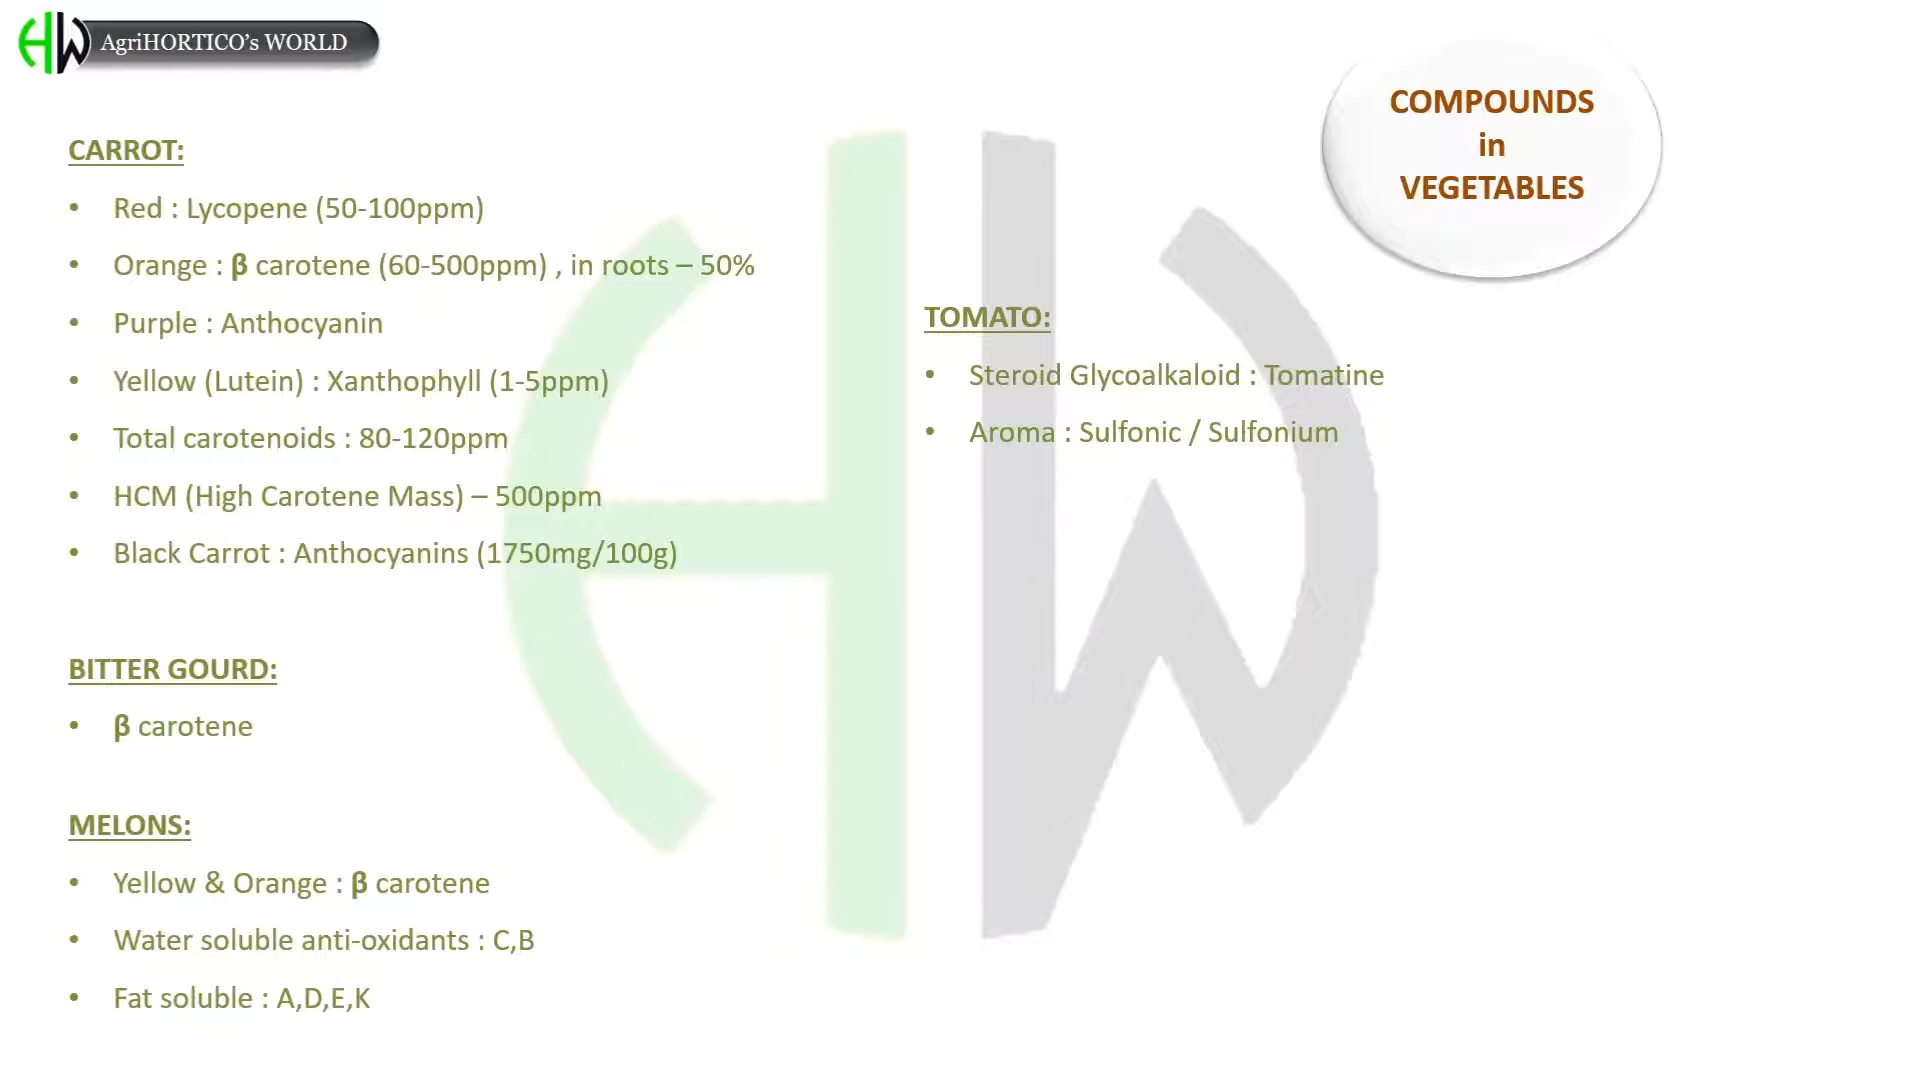 AgriHORTICO's WORLD
COMPOUNDS
in
VEGETABLES
CARROT:
• Red : Lycopene (50-100ppm)
• Orange : β carotene (60-500ppm) , in roots – 50%
• Purple : Anthocyanin
• Yellow (Lutein) : Xanthophyll (1-5ppm)
• Total carotenoids : 80-120ppm
• HCM (High Carotene Mass) – 500ppm
• Black Carrot : Anthocyanins (1750mg/100g)
BITTER GOURD:
• β carotene
MELONS:
• Yellow & Orange : β carotene
• Water soluble anti-oxidants : C,B
• Fat soluble : A,D,E,K
TOMATO:
• Steroid Glycoalkaloid : Tomatine
• Aroma : Sulfonic / Sulfonium